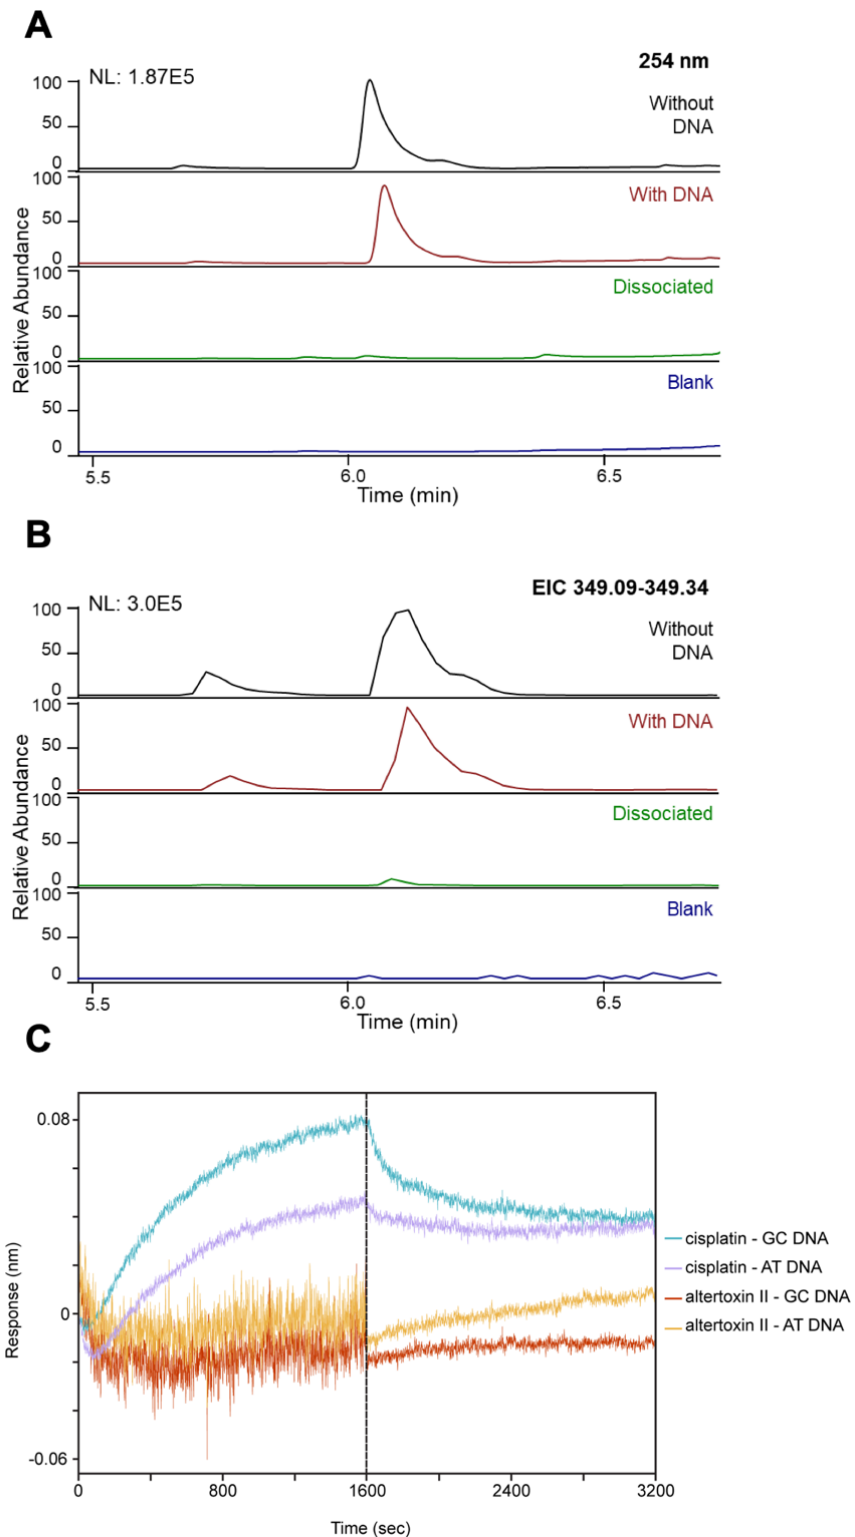 A
NL: 1.87E5
254 nm
Without
DNA
100
50
0
With DNA
100
50
0
Dissociated
100
50
0
Blank
100
50
0
Relative Abundance
5.5
6.0
6.5
Time (min)
B
NL: 3.0E5
EIC 349.09-349.34
Without
DNA
100
50
0
With DNA
100
50
0
Dissociated
100
50
0
Blank
100
50
0
Relative Abundance
5.5
6.0
6.5
Time (min)
C
0.08
0
-0.06
Response (nm)
cisplatin - GC DNA
cisplatin - AT DNA
altertoxin II - GC DNA
altertoxin II - AT DNA
0
800
1600
2400
3200
Time (sec)